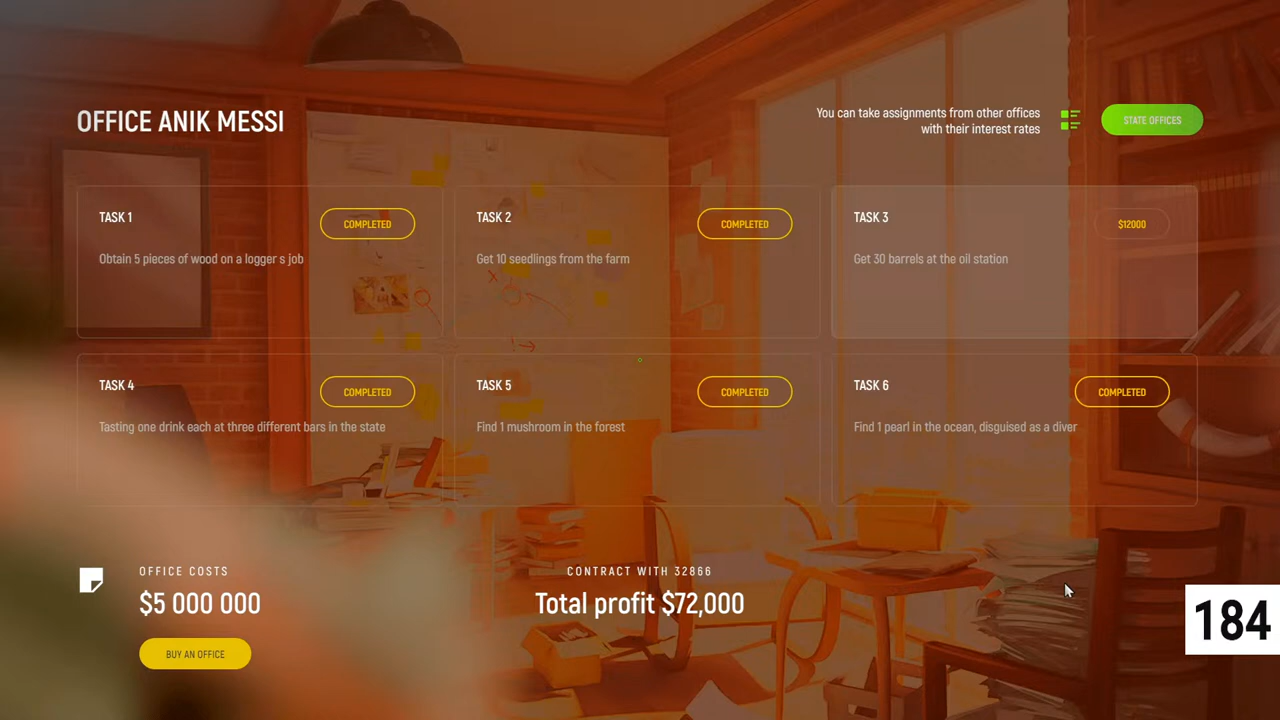 OFFICE ANIK MESSI
You can take assignments from other offices
with their interest rates
STATE OFFICES
TASK 1
COMPLETED
Obtain 5 pieces of wood on a logger s job
TASK 2
COMPLETED
Get 10 seedlings from the farm
TASK 3
$12000
Get 30 barrels at the oil station
TASK 4
COMPLETED
Tasting one drink each at three different bars in the state
TASK 5
COMPLETED
Find 1 mushroom in the forest
TASK 6
COMPLETED
Find 1 pearl in the ocean, disguised as a diver
OFFICE COSTS
$5 000 000
BUY AN OFFICE
CONTRACT WITH 32866
Total profit $72,000
184